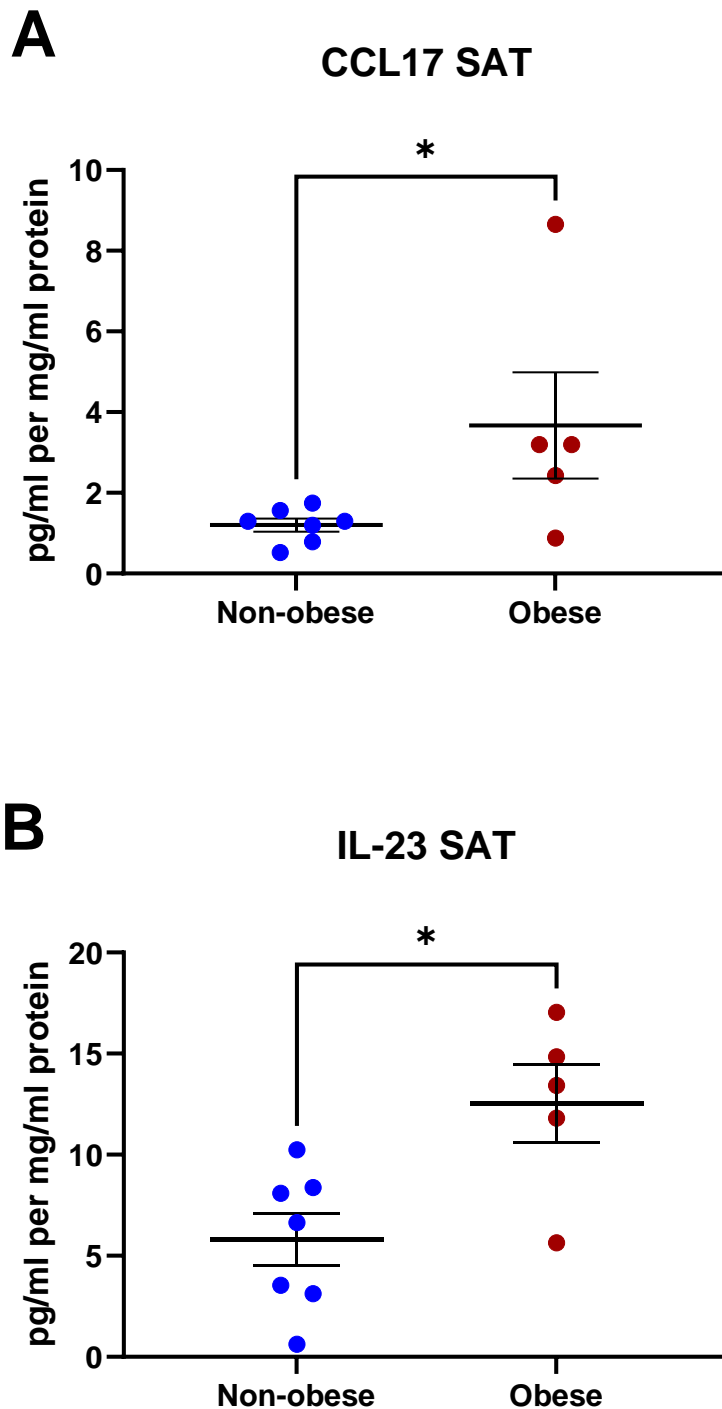 A
CCL17 SAT
*
pg/ml per mg/ml protein
10
8
6
4
2
0
Non-obese Obese
B
IL-23 SAT
*
pg/ml per mg/ml protein
20
15
10
5
0
Non-obese Obese